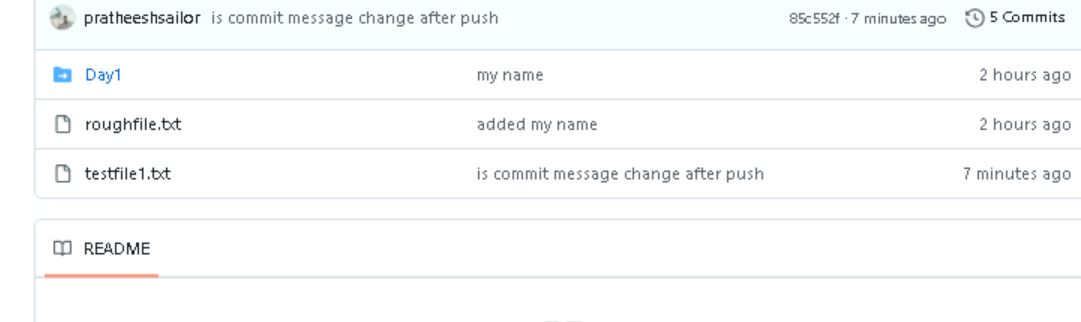 pratheeshsailor is commit message change after push 85c552f · 7 minutes ago 5 Commits
Day1 my name 2 hours ago
roughfile.txt added my name 2 hours ago
testfile1.txt is commit message change after push 7 minutes ago
README